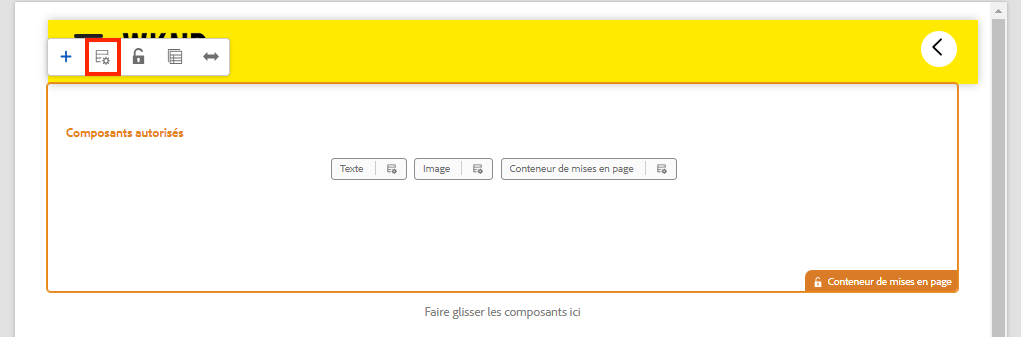 WKND
Composants autorisés
Texte
Image
Conteneur de mises en page
Conteneur de mises en page
Faire glisser les composants ici